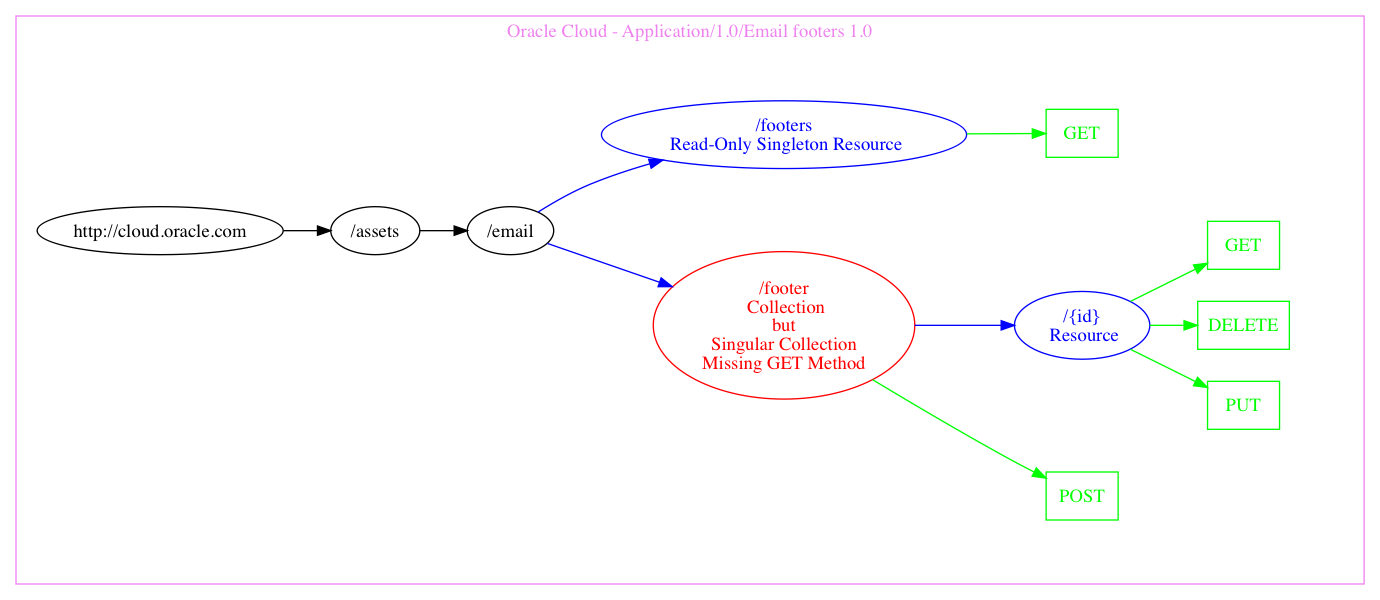 Oracle Cloud - Application/1.0/Email footers 1.0
http://cloud.oracle.com
/assets
/email
/footers
Read-Only Singleton Resource
GET
/footer
Collection
but
Singular Collection
Missing GET Method
/{id}
Resource
GET
DELETE
PUT
POST